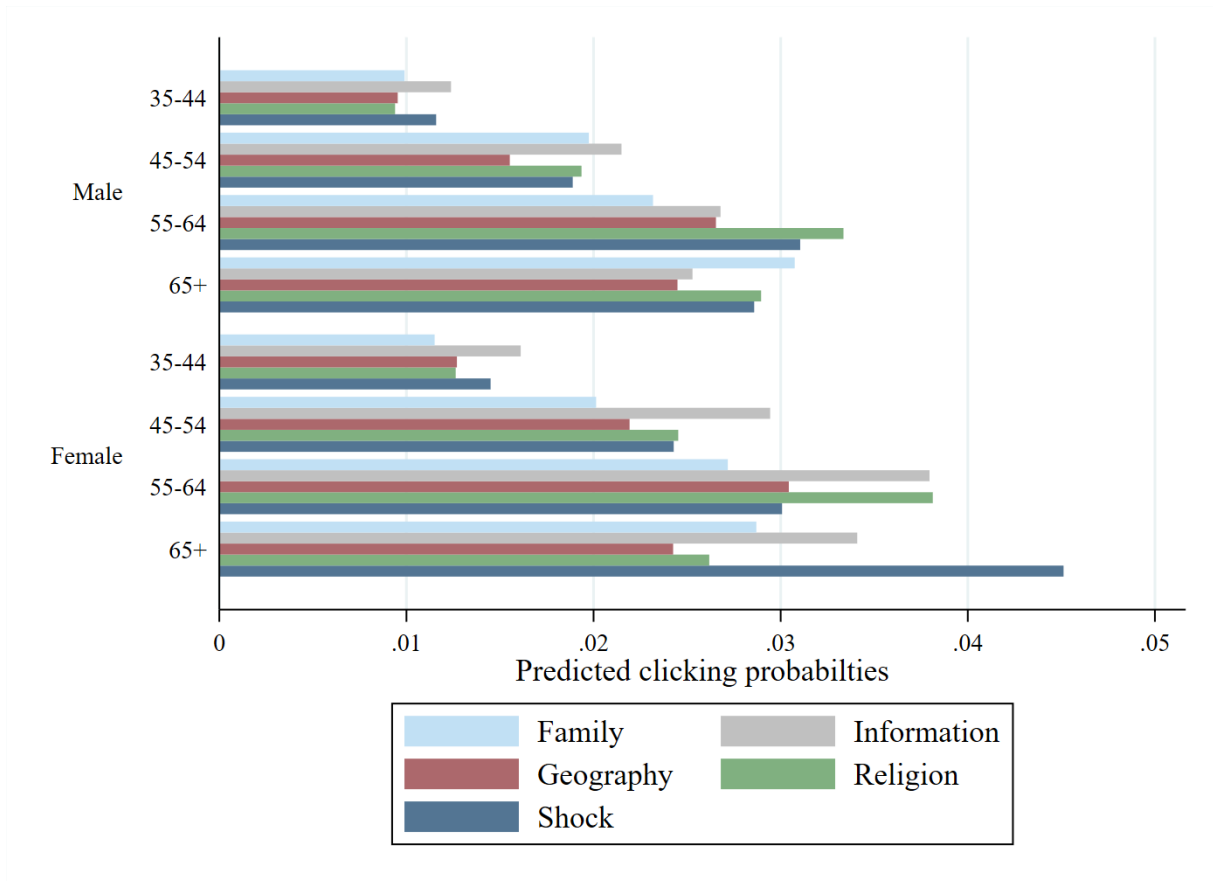 35-44
45-54
Male
55-64
65+
35-44
45-54
Female
55-64
65+
0 .01 .02 .03 .04 .05
Predicted clicking probabilties
Family Information
Geography Religion
Shock